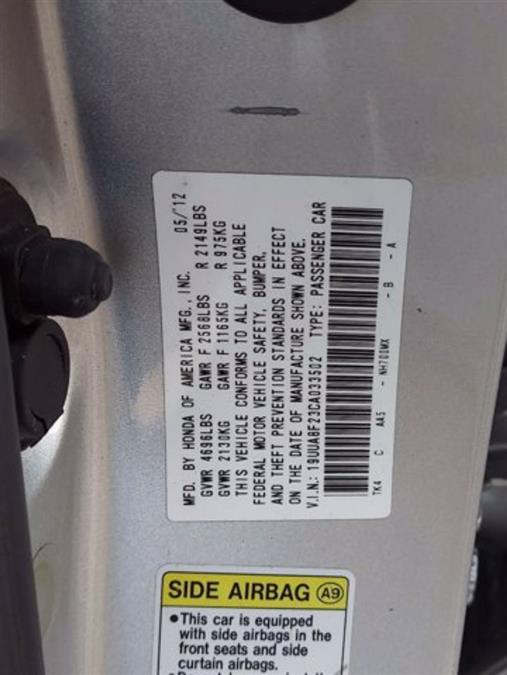 MFD. BY HONDA OF AMERICA MFG., INC. 05/'12
GVWR 4696LBS GAWR F 2568LBS R 2149LBS
GVWR 2130KG GAWR F 1165KG R 975KG
THIS VEHICLE CONFORMS TO ALL APPLICABLE
FEDERAL MOTOR VEHICLE SAFETY, BUMPER,
AND THEFT PREVENTION STANDARDS IN EFFECT
ON THE DATE OF MANUFACTURE SHOWN ABOVE.
V.I.N.: 19UUA8F23CA033502 TYPE: PASSENGER CAR
TK4 C AA5 - NH700MX - B - A
SIDE AIRBAG A9
• This car is equipped
with side airbags in the
front seats and side
curtain airbags.